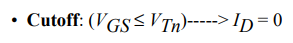 • Cutoff: (VGS ≤ VTn)-----> ID = 0